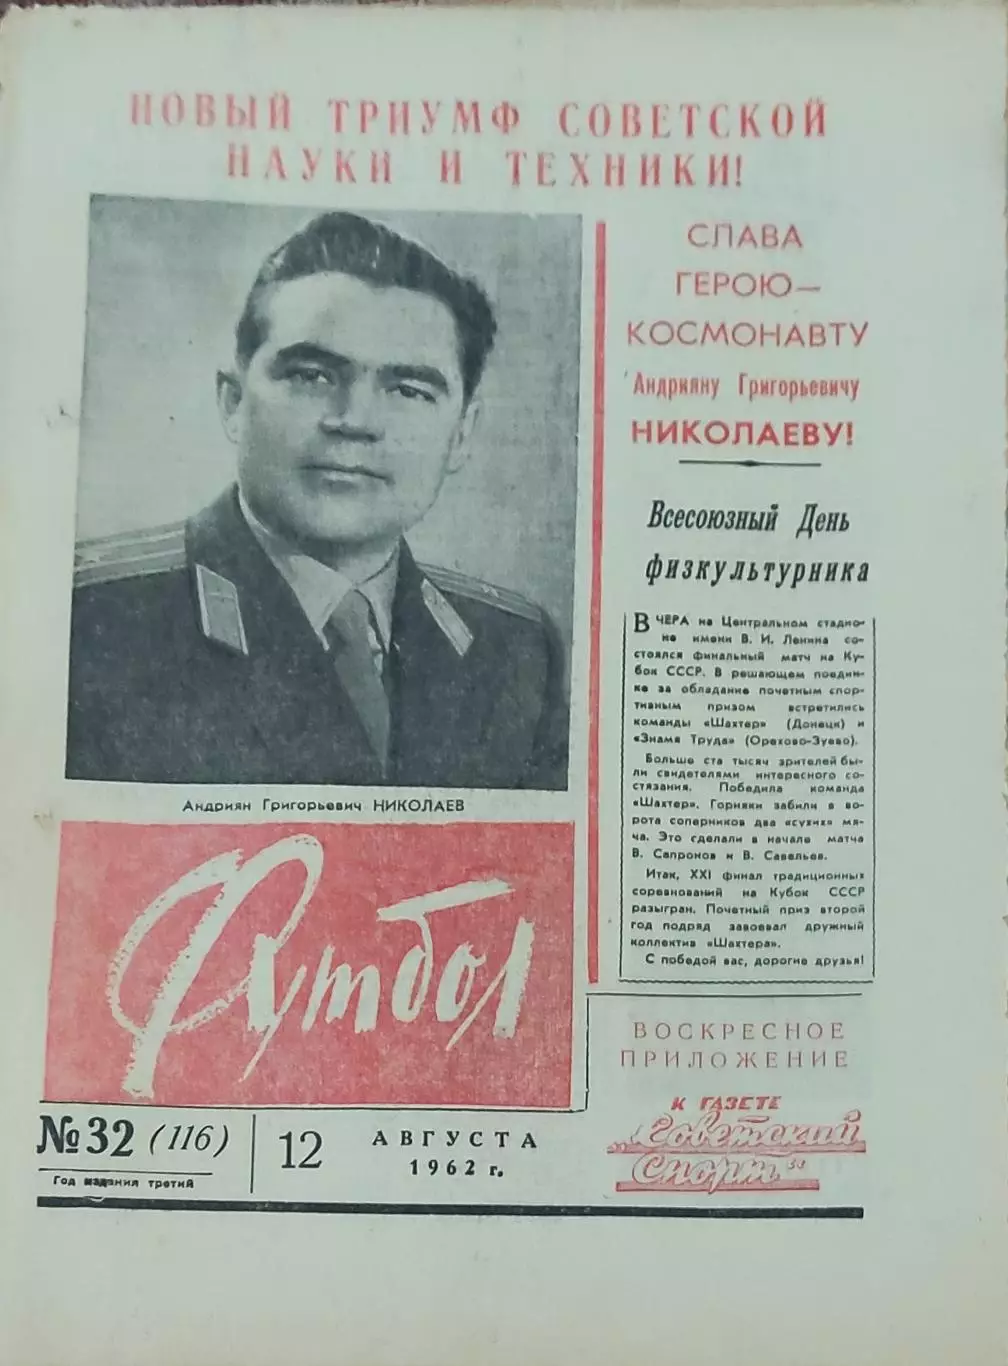 НОВЫЙ ТРИУМФ СОВЕТСКОЙ
НАУКИ И ТЕХНИКИ!
СЛАВА
ГЕРОЮ—
КОСМОНАВТУ
Андрияну Григорьевичу
НИКОЛАЕВУ!
Всесоюзный День
физкультурника
ВЧЕРА на Центральном стадио-
не имени В. И. Ленина со-
стоялся финальный матч на Ку-
бок СССР. В решающем поедин-
ке за обладание почетным спор-
тивным призом встретились
команды «Шахтер» (Донецк) и
«Знамя Труда» (Орехово-Зуево).
Больше ста тысяч зрителей бы-
ли свидетелями интересного со-
стязания. Победила команда
«Шахтер». Горняки забили в во-
рота соперников два «сухих» мя-
ча. Это сделали в начале матча
В. Сапронов и В. Савельев.
Итак, XXI финал традиционных
соревнований на Кубок СССР
разыгран. Почетный приз второй
год подряд завоевал дружный
коллектив «Шахтера».
С победой вас, дорогие друзья!
Андриян Григорьевич НИКОЛАЕВ
Футбол
ВОСКРЕСНОЕ
ПРИЛОЖЕНИЕ
К ГАЗЕТЕ
„Советский
Спорт“
№ 32 (116)
Год издания третий
12
АВГУСТА
1962 г.